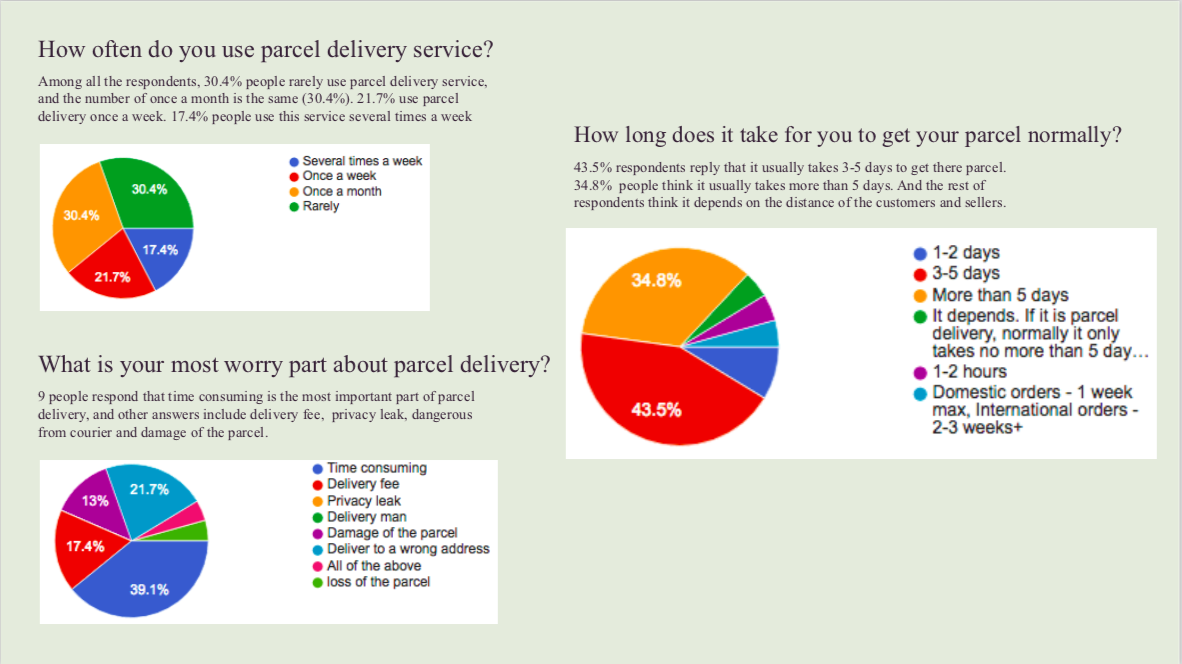 How often do you use parcel delivery service?
Among all the respondents, 30.4% people rarely use parcel delivery service,
and the number of once a month is the same (30.4%). 21.7% use parcel
delivery once a week. 17.4% people use this service several times a week
30.4%
30.4%
17.4%
21.7%
Several times a week
Once a week
Once a month
Rarely
What is your most worry part about parcel delivery?
9 people respond that time consuming is the most important part of parcel
delivery, and other answers include delivery fee,  privacy leak, dangerous
from courier and damage of the parcel.
21.7%
13%
17.4%
39.1%
Time consuming
Delivery fee
Privacy leak
Delivery man
Damage of the parcel
Deliver to a wrong address
All of the above
loss of the parcel
How long does it take for you to get your parcel normally?
43.5% respondents reply that it usually takes 3-5 days to get there parcel.
34.8%  people think it usually takes more than 5 days. And the rest of
respondents think it depends on the distance of the customers and sellers.
34.8%
43.5%
1-2 days
3-5 days
More than 5 days
It depends. If it is parcel
delivery, normally it only
takes no more than 5 day…
1-2 hours
Domestic orders - 1 week
max, International orders -
2-3 weeks+